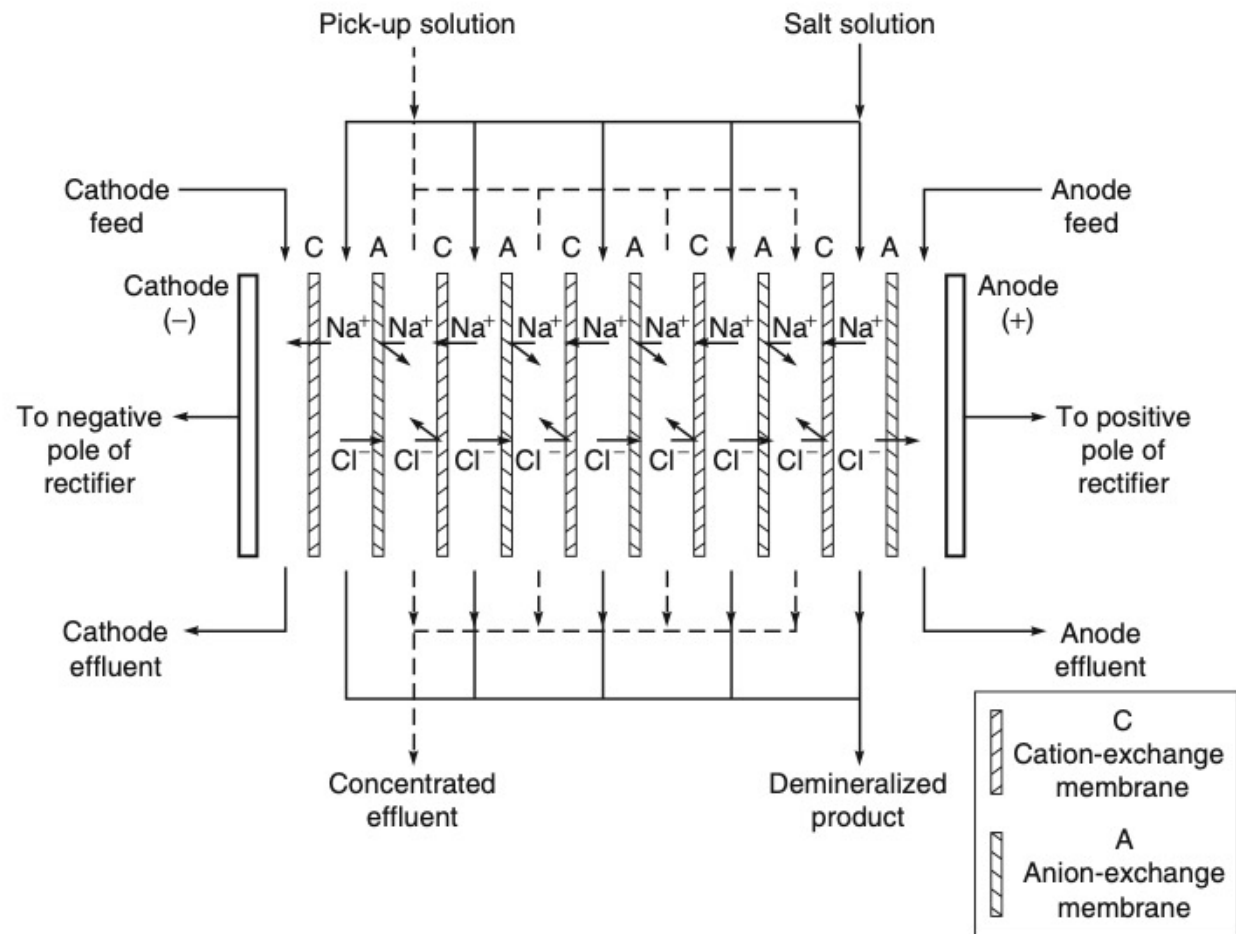 Pick-up solution
Salt solution
Cathode
feed
Anode
feed
C A C A C A C A C A
Cathode
(−)
Anode
(+)
Na⁺ Na⁺ Na⁺ Na⁺ Na⁺ Na⁺ Na⁺ Na⁺ Na⁺
To negative
pole of
rectifier
To positive
pole of
rectifier
Cl⁻ Cl⁻ Cl⁻ Cl⁻ Cl⁻ Cl⁻ Cl⁻ Cl⁻ Cl⁻
Cathode
effluent
Anode
effluent
Concentrated
effluent
Demineralized
product
C
Cation-exchange
membrane
A
Anion-exchange
membrane